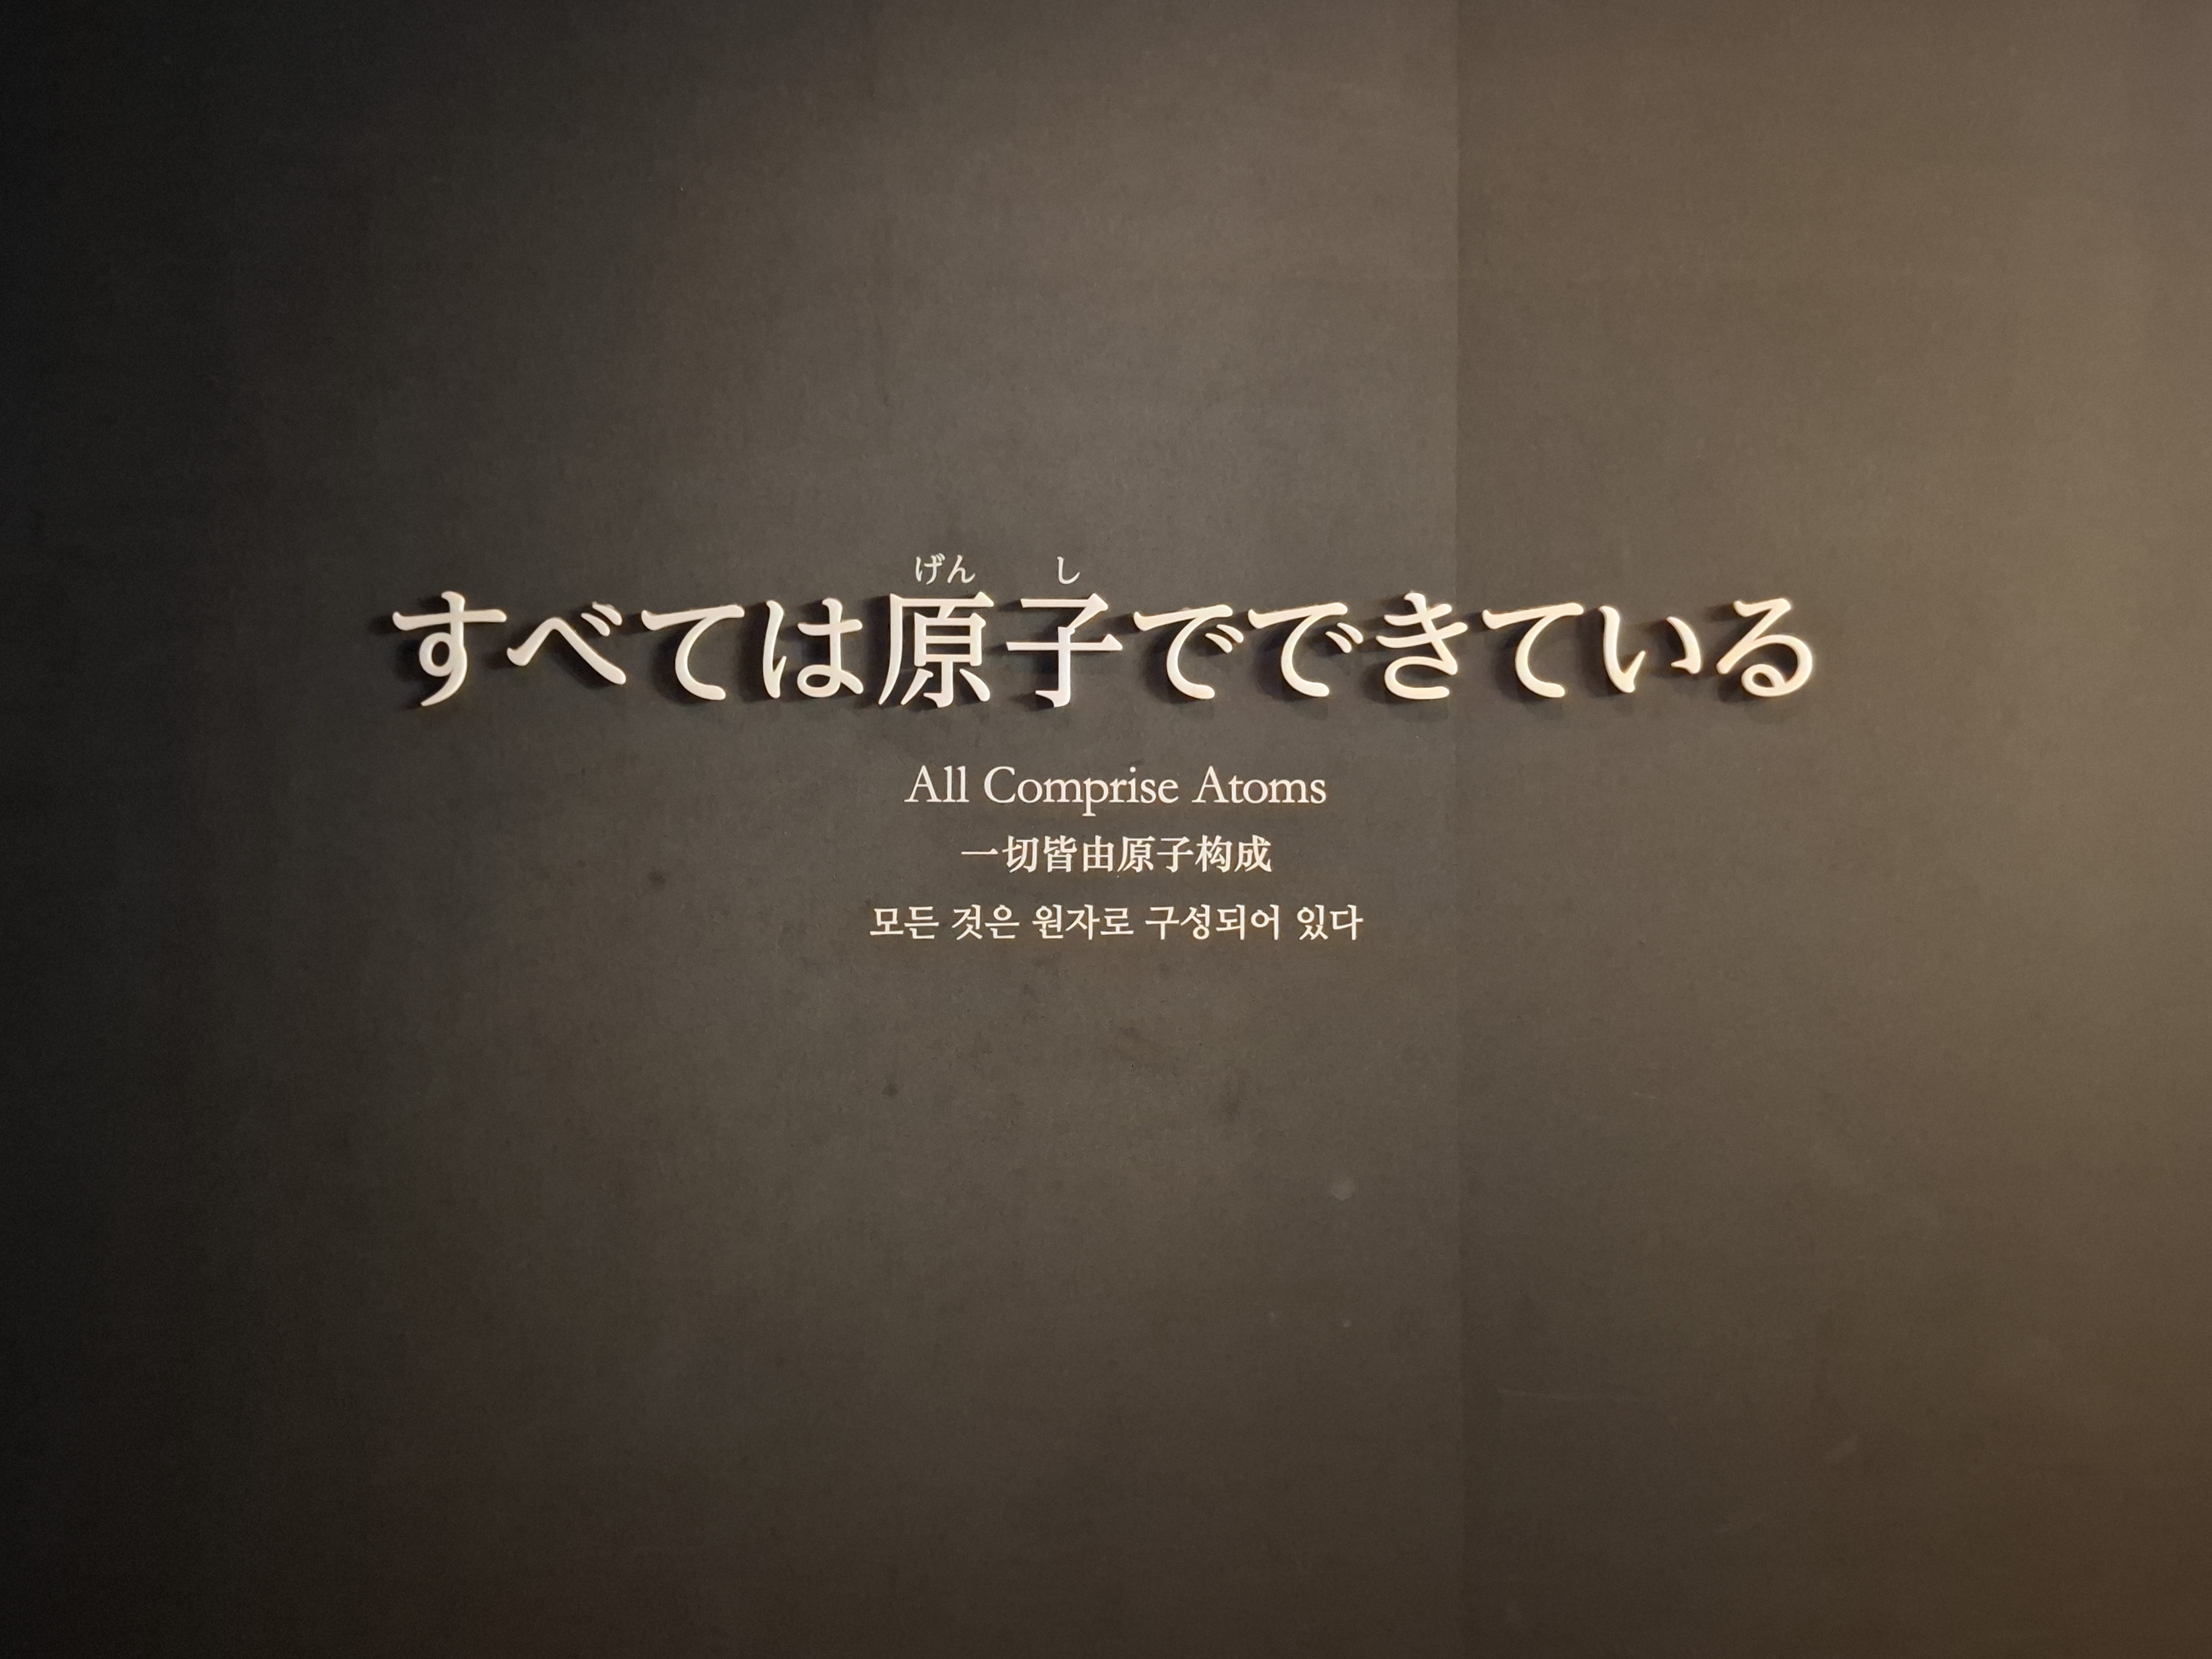 げんし
すべては原子でできている
All Comprise Atoms
一切皆由原子构成
모든 것은 원자로 구성되어 있다